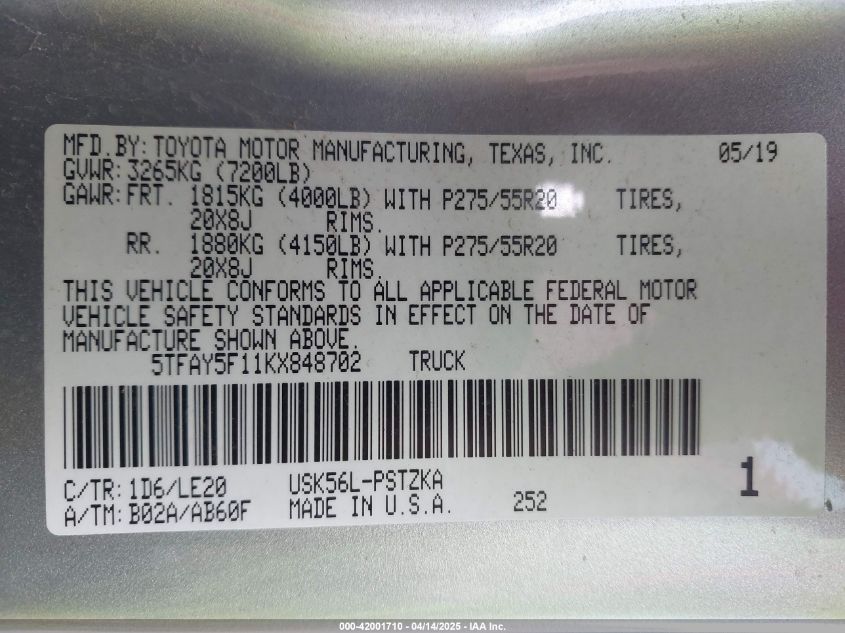 MFD.BY:TOYOTA MOTOR MANUFACTURING, TEXAS, INC. 05/19
GVWR:3265KG (7200LB)
GAWR:FRT. 1815KG (4000LB) WITH P275/55R20 TIRES,
20X8J RIMS.
RR. 1880KG (4150LB) WITH P275/55R20 TIRES,
20X8J RIMS.
THIS VEHICLE CONFORMS TO ALL APPLICABLE FEDERAL MOTOR
VEHICLE SAFETY STANDARDS IN EFFECT ON THE DATE OF
MANUFACTURE SHOWN ABOVE.
5TFAY5F11KX848702 TRUCK
C/TR:1D6/LE20 USK56L-PSTZKA 1
A/TM:B02A/AB60F MADE IN U.S.A. 252
000-42001710 - 04/14/2025 - IAA Inc.